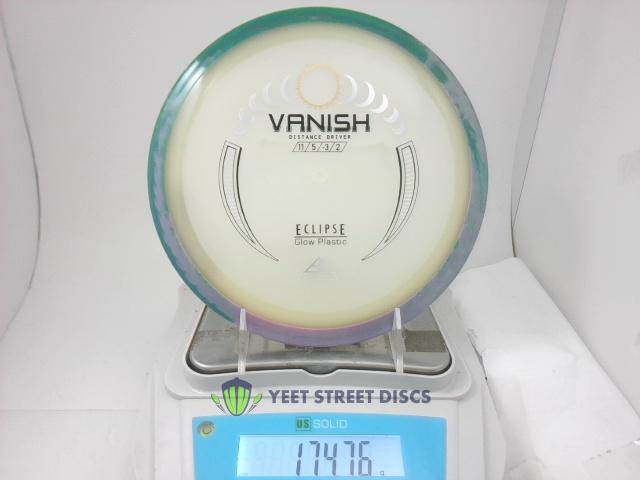 VANISH
DISTANCE DRIVER
11/5/-3/2
ECLIPSE
Glow Plastic
YEET STREET DISCS
US SOLID
174.76 g